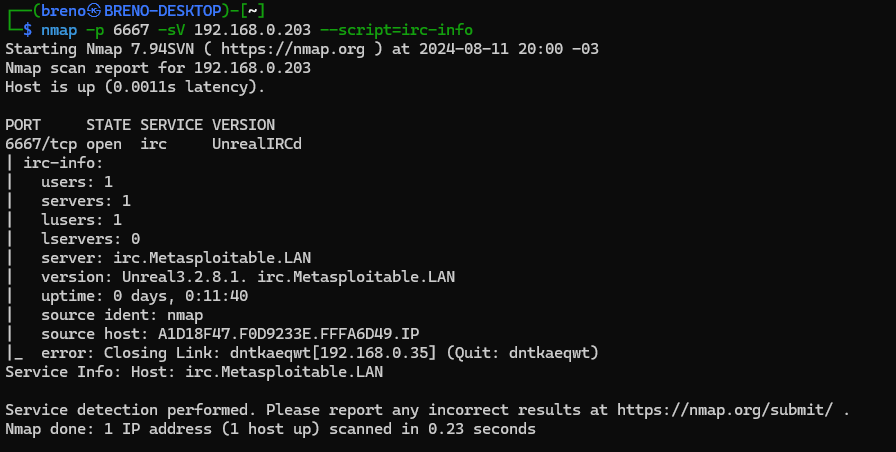 ┌──(breno㉿BRENO-DESKTOP)-[~]
└─$ nmap -p 6667 -sV 192.168.0.203 --script=irc-info
Starting Nmap 7.94SVN ( https://nmap.org ) at 2024-08-11 20:00 -03
Nmap scan report for 192.168.0.203
Host is up (0.0011s latency).

PORT     STATE SERVICE VERSION
6667/tcp open  irc     UnrealIRCd
| irc-info:
|   users: 1
|   servers: 1
|   lusers: 1
|   lservers: 0
|   server: irc.Metasploitable.LAN
|   version: Unreal3.2.8.1. irc.Metasploitable.LAN
|   uptime: 0 days, 0:11:40
|   source ident: nmap
|   source host: A1D18F47.F0D9233E.FFFA6D49.IP
|_  error: Closing Link: dntkaeqwt[192.168.0.35] (Quit: dntkaeqwt)
Service Info: Host: irc.Metasploitable.LAN

Service detection performed. Please report any incorrect results at https://nmap.org/submit/ .
Nmap done: 1 IP address (1 host up) scanned in 0.23 seconds